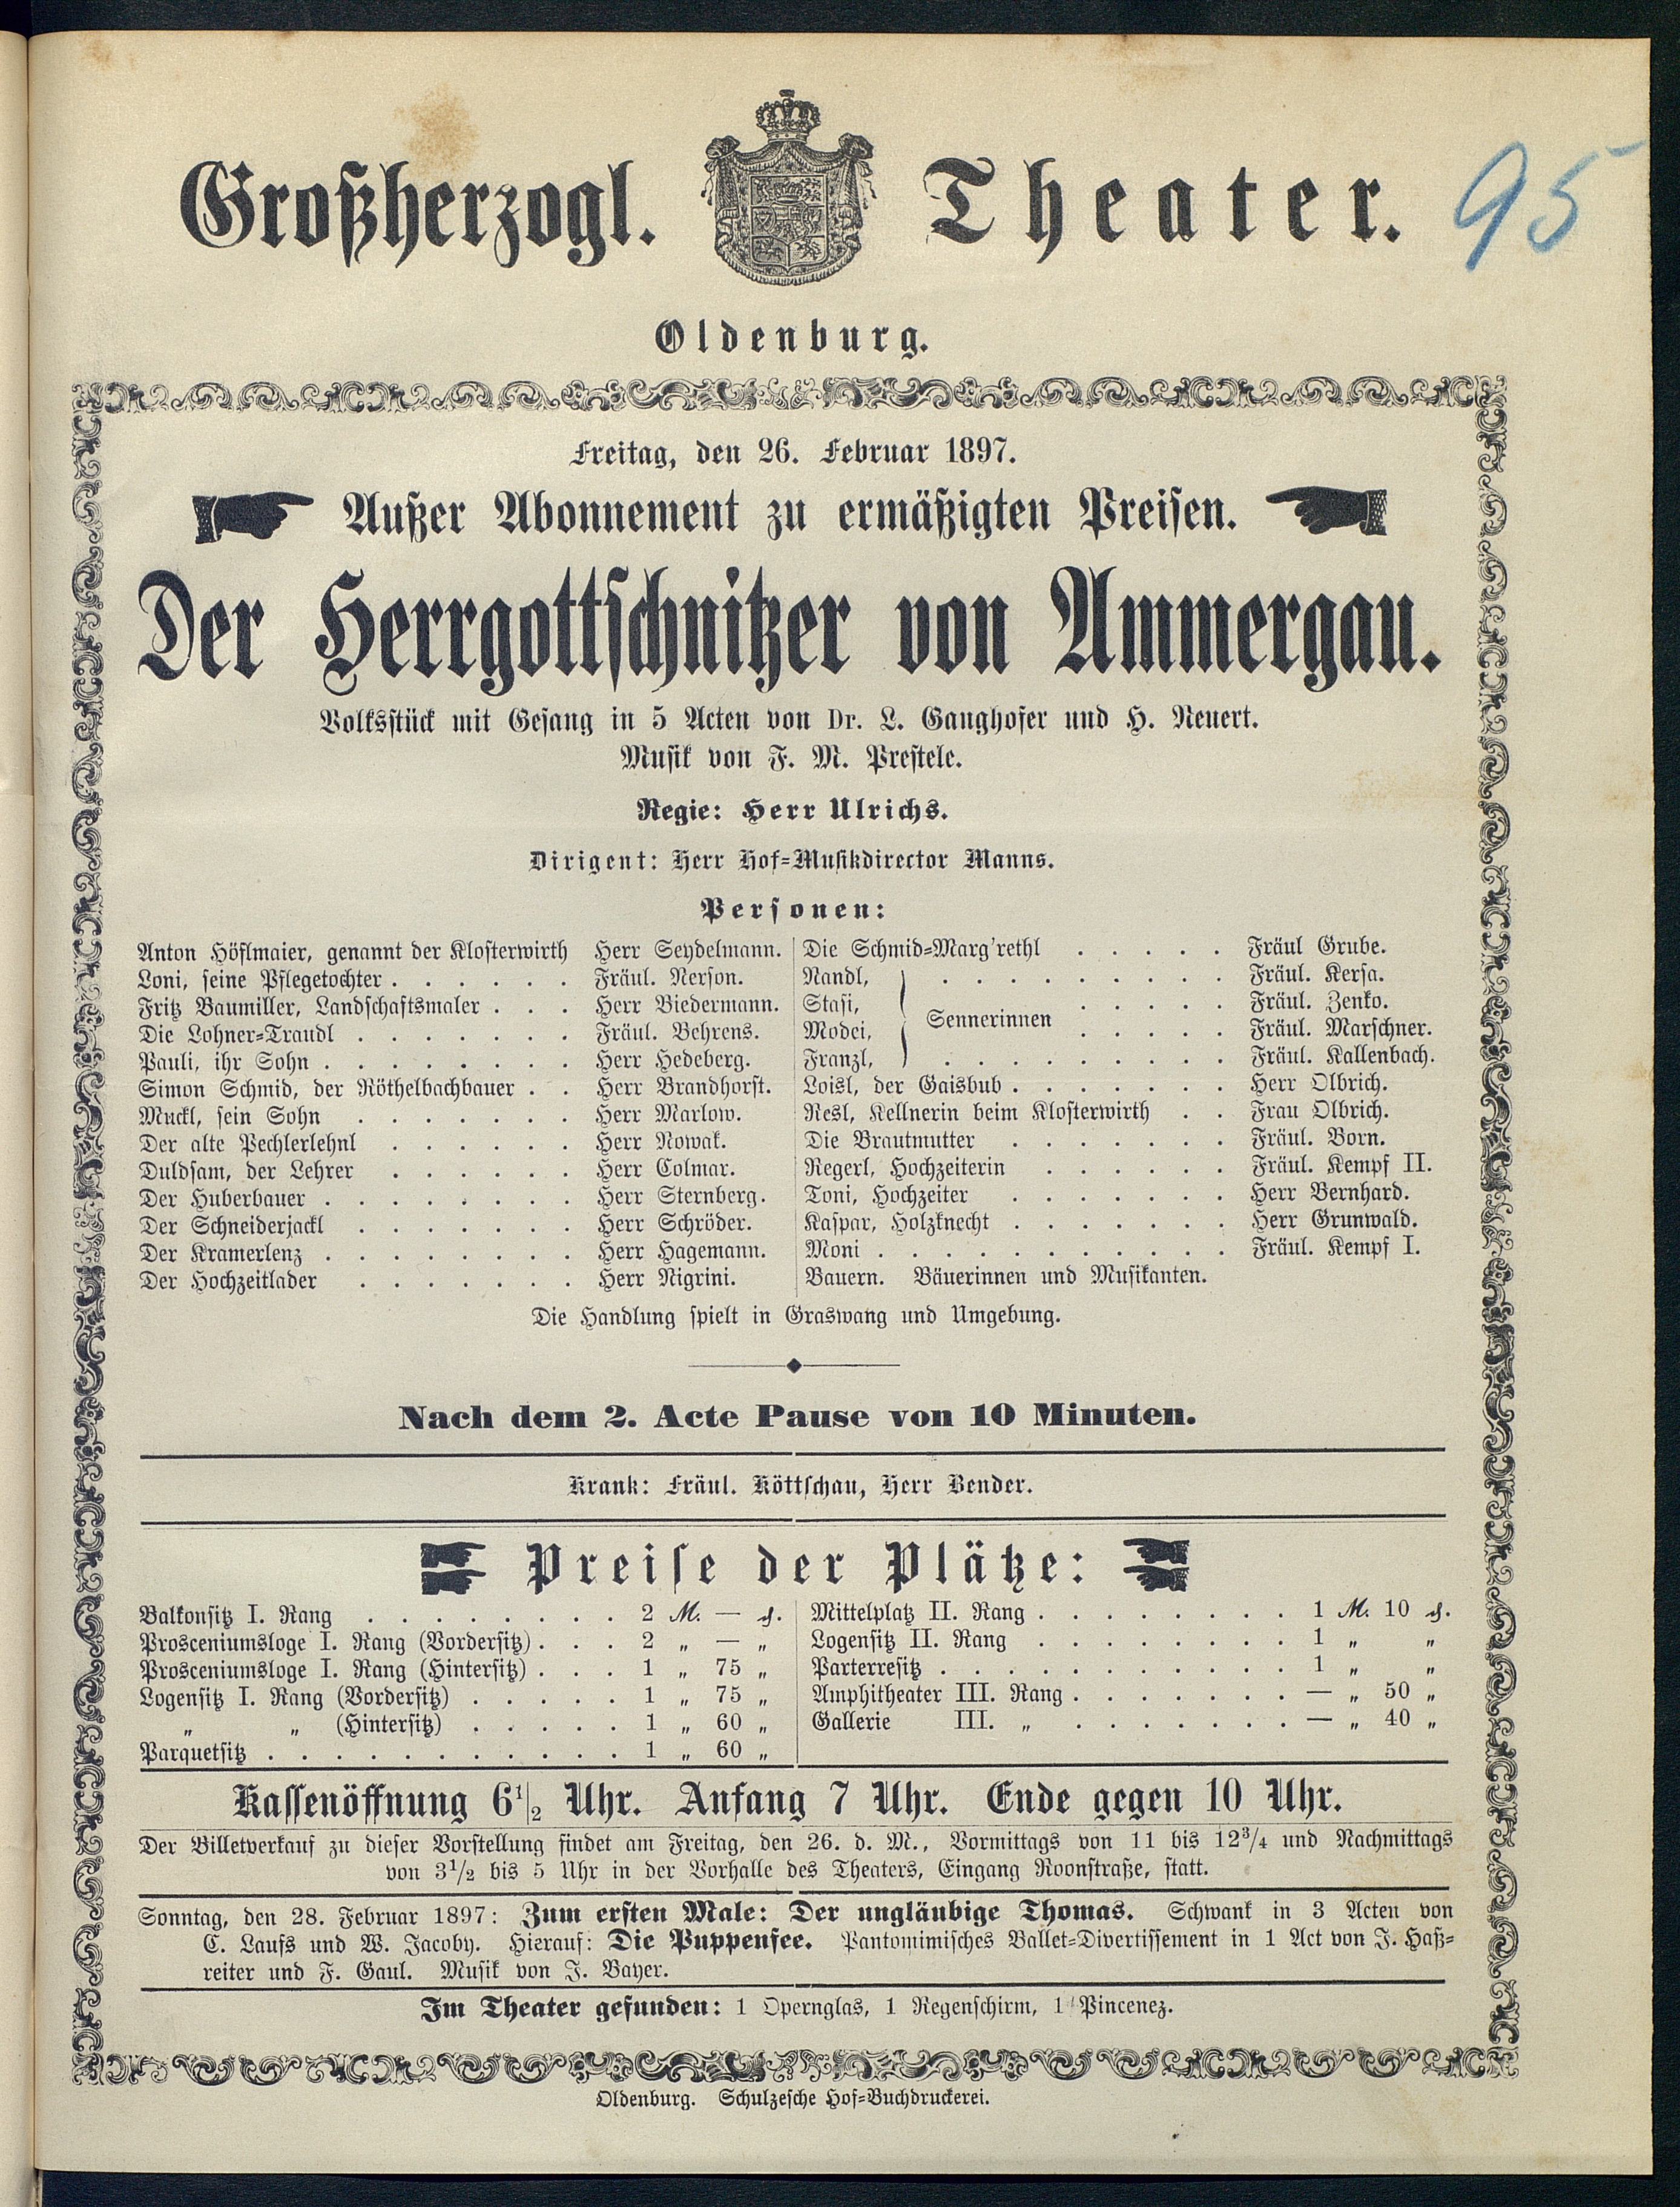 Großherzogl. Theater.
95
Oldenburg.
Freitag, den 26. Februar 1897.
Außer Abonnement zu ermäßigten Preisen.
Der Herrgottschnitzer von Ammergau.
Volksstück mit Gesang in 5 Acten von Dr. L. Ganghofer und H. Neuert.
Musik von F. M. Prestele.
Regie: Herr Ulrichs.
Dirigent: Herr Hof-Musikdirector Manns.
Personen:
Anton Höflmaier, genannt der Klosterwirth Herr Seydelmann.
Loni, seine Pflegetochter . . . . . . Fräul. Nerson.
Fritz Baumiller, Landschaftsmaler . . . Herr Biedermann.
Die Lohner-Traudl . . . . . . . Fräul. Behrens.
Pauli, ihr Sohn . . . . . . . . Herr Hedeberg.
Simon Schmid, der Röthelbachbauer . . Herr Brandhorst.
Muckl, sein Sohn . . . . . . . Herr Marlow.
Der alte Pechlerlehnl . . . . . . Herr Nowak.
Duldsam, der Lehrer . . . . . . Herr Colmar.
Der Huberbauer . . . . . . . . Herr Sternberg.
Der Schneiderjackl . . . . . . . Herr Schröder.
Der Kramerlenz . . . . . . . . Herr Hagemann.
Der Hochzeitlader . . . . . . . Herr Nigrini.
Die Schmid-Marg'rethl . . . . . Fräul Grube.
Nandl, . . . . . . . . . Fräul. Kersa.
Stasi, . . . . . Fräul. Zenko.
Sennerinnen
Modei, . . . . . Fräul. Marschner.
Franzl, . . . . . . . . . Fräul. Kallenbach.
Loisl, der Gaisbub . . . . . . . Herr Olbrich.
Resl, Kellnerin beim Klosterwirth . . Frau Olbrich.
Die Brautmutter . . . . . . . Fräul. Born.
Regerl, Hochzeiterin . . . . . . Fräul. Kempf II.
Toni, Hochzeiter . . . . . . . Herr Bernhard.
Kaspar, Holzknecht . . . . . . . Herr Grunwald.
Moni . . . . . . . . . . . Fräul. Kempf I.
Bauern. Bäuerinnen und Musikanten.
Die Handlung spielt in Graswang und Umgebung.
Nach dem 2. Acte Pause von 10 Minuten.
Krank: Fräul. Köttschau, Herr Bender.
Preise der Plätze:
Balkonsitz I. Rang . . . . . . . . 2 M. — ₰.
Prosceniumsloge I. Rang (Vordersitz) . . . 2 „ — „
Prosceniumsloge I. Rang (Hintersitz) . . . 1 „ 75 „
Logensitz I. Rang (Vordersitz) . . . . . 1 „ 75 „
„ „ (Hintersitz) . . . . . 1 „ 60 „
Parquetsitz . . . . . . . . . . . 1 „ 60 „
Mittelplatz II. Rang . . . . . . . . 1 M. 10 ₰.
Logensitz II. Rang . . . . . . . . 1 „ „
Parterresitz . . . . . . . . . . . 1 „ „
Amphitheater III. Rang . . . . . . . — „ 50 „
Gallerie III. „ . . . . . . . — „ 40 „
Kassenöffnung 6 1/2 Uhr. Anfang 7 Uhr. Ende gegen 10 Uhr.
Der Billetverkauf zu dieser Vorstellung findet am Freitag, den 26. d. M., Vormittags von 11 bis 12 3/4 und Nachmittags
von 3 1/2 bis 5 Uhr in der Vorhalle des Theaters, Eingang Roonstraße, statt.
Sonntag, den 28. Februar 1897: Zum ersten Male: Der ungläubige Thomas. Schwank in 3 Acten von
C. Laufs und W. Jacoby. Hierauf: Die Puppenfee. Pantomimisches Ballet-Divertissement in 1 Act von J. Haß-
reiter und F. Gaul. Musik von J. Bayer.
Im Theater gefunden: 1 Opernglas, 1 Regenschirm, 1 Pincenez.
Oldenburg. Schulzesche Hof-Buchdruckerei.